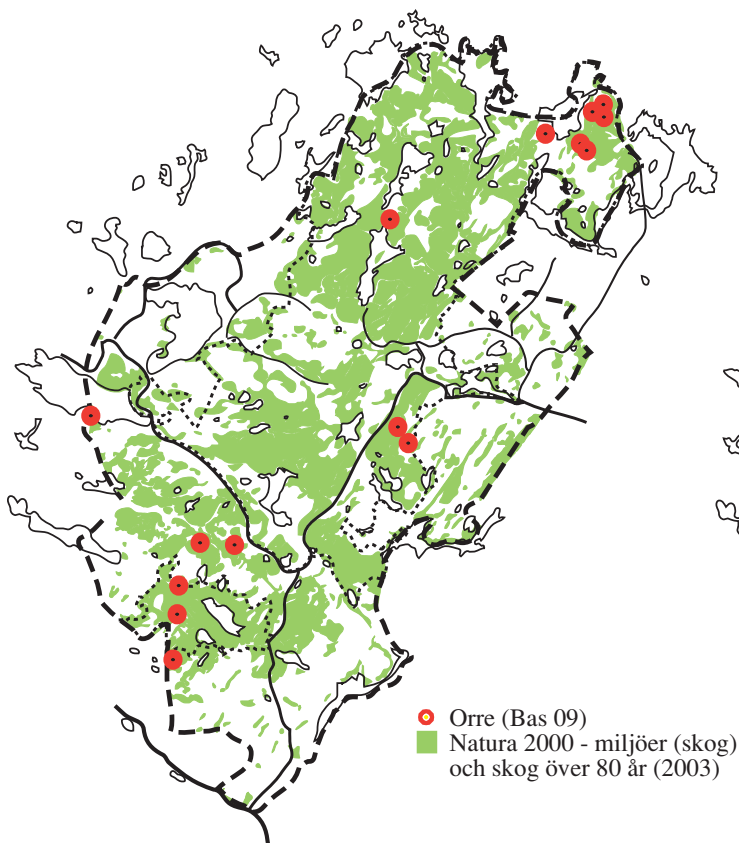 Orre (Bas 09)
Natura 2000 - miljöer (skog)
och skog över 80 år (2003)